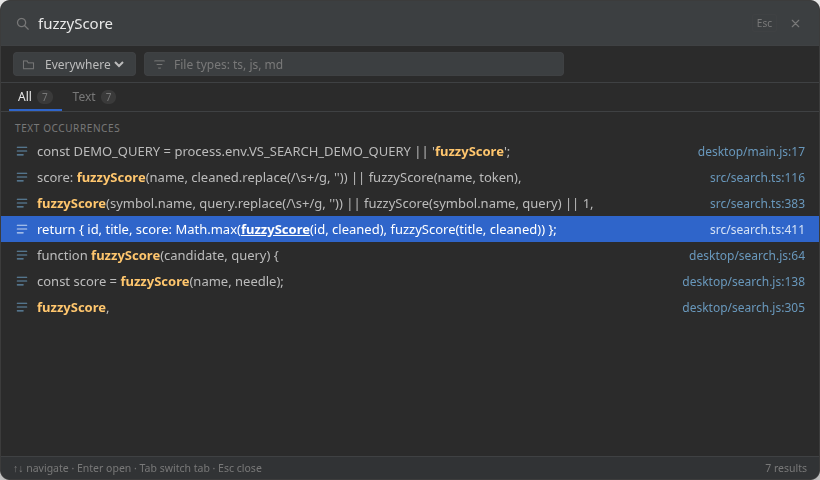 fuzzyScore Esc ×
Everywhere File types: ts, js, md
All 7 Text 7
TEXT OCCURRENCES
const DEMO_QUERY = process.env.VS_SEARCH_DEMO_QUERY || 'fuzzyScore'; desktop/main.js:17
score: fuzzyScore(name, cleaned.replace(/\s+/g, '')) || fuzzyScore(name, token), src/search.ts:116
fuzzyScore(symbol.name, query.replace(/\s+/g, '')) || fuzzyScore(symbol.name, query) || 1, src/search.ts:383
return { id, title, score: Math.max(fuzzyScore(id, cleaned), fuzzyScore(title, cleaned)) }; src/search.ts:411
function fuzzyScore(candidate, query) { desktop/search.js:64
const score = fuzzyScore(name, needle); desktop/search.js:138
fuzzyScore, desktop/search.js:305
↑↓ navigate · Enter open · Tab switch tab · Esc close 7 results